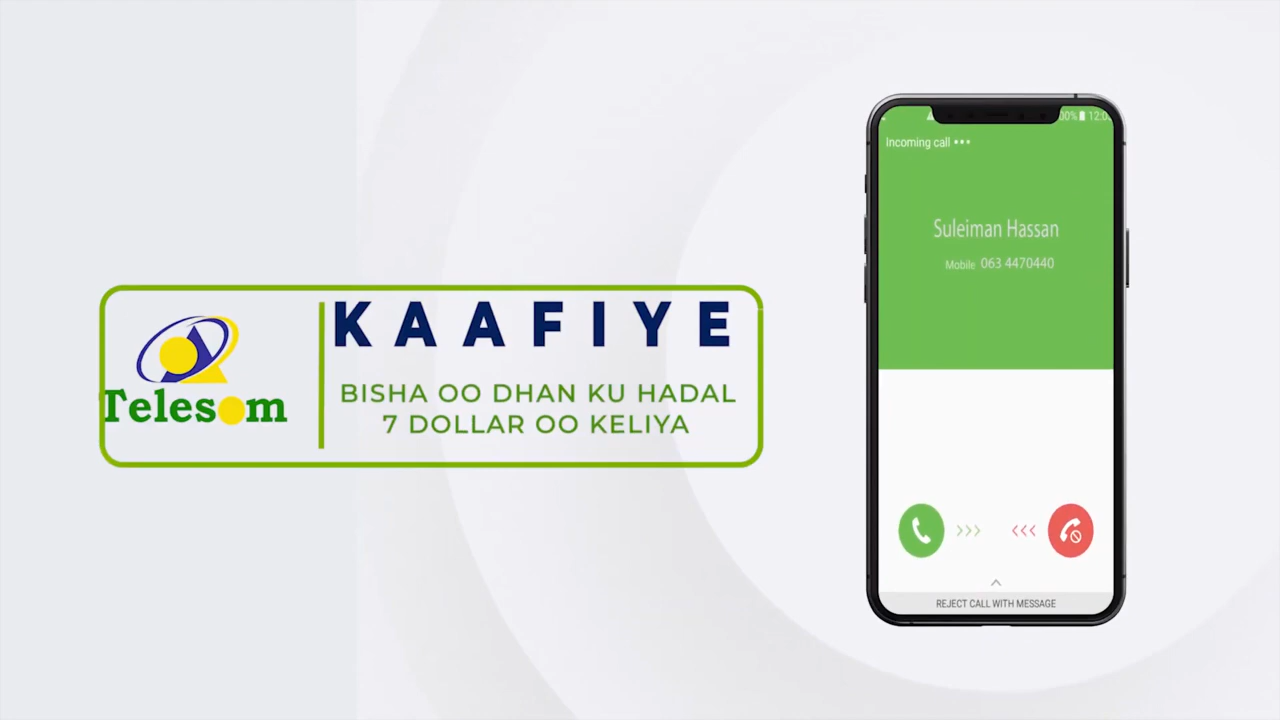 Telesom
KAAFIYE
BISHA OO DHAN KU HADAL
7 DOLLAR OO KELIYA
Incoming call •••
Suleiman Hassan
Mobile 063 4470440
>>> <<<
REJECT CALL WITH MESSAGE